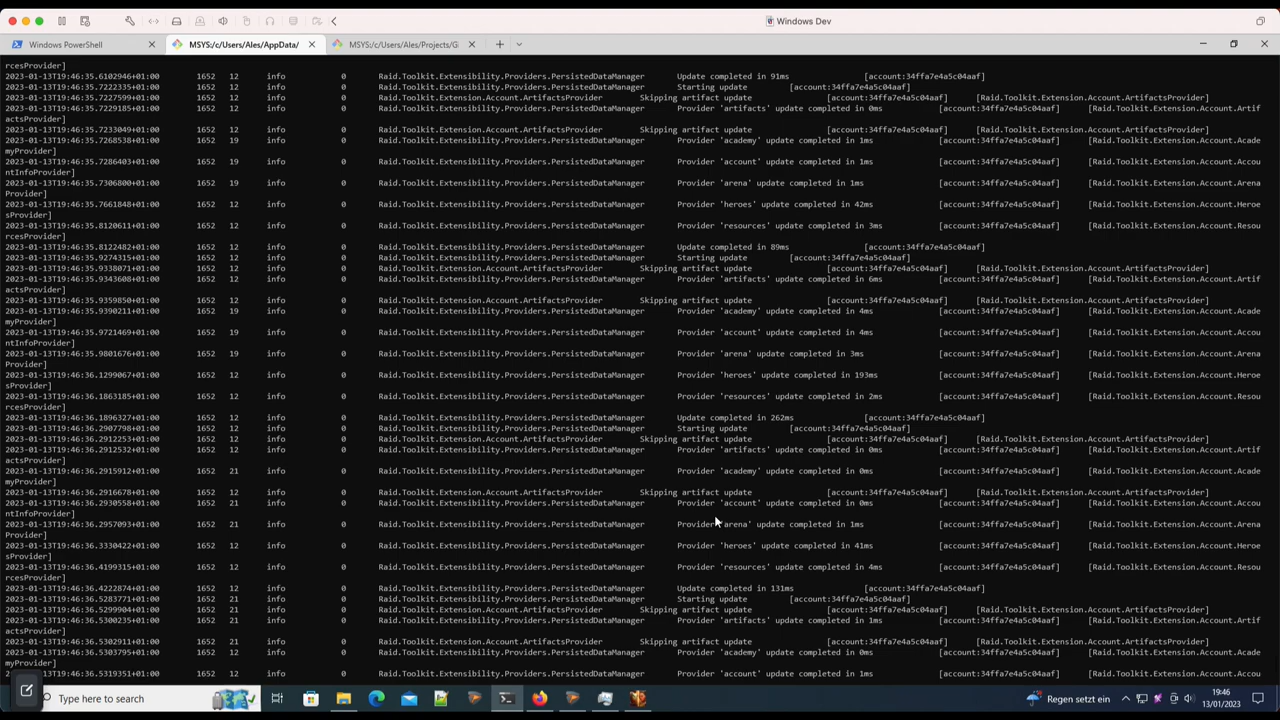 Windows Dev
Windows PowerShell
MSYS:/c/Users/Ales/AppData/
MSYS:/c/Users/Ales/Projects/G
rcesProvider]
2023-01-13T19:46:35.6102946+01:00 1652 12 info 0 Raid.Toolkit.Extensibility.Providers.PersistedDataManager Update completed in 91ms [account:34ffa7e4a5c04aaf]
2023-01-13T19:46:35.7222335+01:00 1652 12 info 0 Raid.Toolkit.Extensibility.Providers.PersistedDataManager Starting update [account:34ffa7e4a5c04aaf]
2023-01-13T19:46:35.7227599+01:00 1652 12 info 0 Raid.Toolkit.Extension.Account.ArtifactsProvider Skipping artifact update [account:34ffa7e4a5c04aaf] [Raid.Toolkit.Extension.Account.ArtifactsProvider]
2023-01-13T19:46:35.7229185+01:00 1652 12 info 0 Raid.Toolkit.Extensibility.Providers.PersistedDataManager Provider 'artifacts' update completed in 0ms [account:34ffa7e4a5c04aaf] [Raid.Toolkit.Extension.Account.Artif
actsProvider]
2023-01-13T19:46:35.7233049+01:00 1652 12 info 0 Raid.Toolkit.Extension.Account.ArtifactsProvider Skipping artifact update [account:34ffa7e4a5c04aaf] [Raid.Toolkit.Extension.Account.ArtifactsProvider]
2023-01-13T19:46:35.7268538+01:00 1652 19 info 0 Raid.Toolkit.Extensibility.Providers.PersistedDataManager Provider 'academy' update completed in 1ms [account:34ffa7e4a5c04aaf] [Raid.Toolkit.Extension.Account.Acade
myProvider]
2023-01-13T19:46:35.7286403+01:00 1652 19 info 0 Raid.Toolkit.Extensibility.Providers.PersistedDataManager Provider 'account' update completed in 1ms [account:34ffa7e4a5c04aaf] [Raid.Toolkit.Extension.Account.Accou
ntInfoProvider]
2023-01-13T19:46:35.7306800+01:00 1652 19 info 0 Raid.Toolkit.Extensibility.Providers.PersistedDataManager Provider 'arena' update completed in 1ms [account:34ffa7e4a5c04aaf] [Raid.Toolkit.Extension.Account.Arena
Provider]
2023-01-13T19:46:35.7661848+01:00 1652 12 info 0 Raid.Toolkit.Extensibility.Providers.PersistedDataManager Provider 'heroes' update completed in 42ms [account:34ffa7e4a5c04aaf] [Raid.Toolkit.Extension.Account.Heroe
sProvider]
2023-01-13T19:46:35.8120611+01:00 1652 12 info 0 Raid.Toolkit.Extensibility.Providers.PersistedDataManager Provider 'resources' update completed in 3ms [account:34ffa7e4a5c04aaf] [Raid.Toolkit.Extension.Account.Resou
rcesProvider]
2023-01-13T19:46:35.8122482+01:00 1652 12 info 0 Raid.Toolkit.Extensibility.Providers.PersistedDataManager Update completed in 89ms [account:34ffa7e4a5c04aaf]
2023-01-13T19:46:35.9274315+01:00 1652 12 info 0 Raid.Toolkit.Extensibility.Providers.PersistedDataManager Starting update [account:34ffa7e4a5c04aaf]
2023-01-13T19:46:35.9338071+01:00 1652 12 info 0 Raid.Toolkit.Extension.Account.ArtifactsProvider Skipping artifact update [account:34ffa7e4a5c04aaf] [Raid.Toolkit.Extension.Account.ArtifactsProvider]
2023-01-13T19:46:35.9343608+01:00 1652 12 info 0 Raid.Toolkit.Extensibility.Providers.PersistedDataManager Provider 'artifacts' update completed in 6ms [account:34ffa7e4a5c04aaf] [Raid.Toolkit.Extension.Account.Artif
actsProvider]
2023-01-13T19:46:35.9359850+01:00 1652 12 info 0 Raid.Toolkit.Extension.Account.ArtifactsProvider Skipping artifact update [account:34ffa7e4a5c04aaf] [Raid.Toolkit.Extension.Account.ArtifactsProvider]
2023-01-13T19:46:35.9390211+01:00 1652 19 info 0 Raid.Toolkit.Extensibility.Providers.PersistedDataManager Provider 'academy' update completed in 4ms [account:34ffa7e4a5c04aaf] [Raid.Toolkit.Extension.Account.Acade
myProvider]
2023-01-13T19:46:35.9721469+01:00 1652 19 info 0 Raid.Toolkit.Extensibility.Providers.PersistedDataManager Provider 'account' update completed in 4ms [account:34ffa7e4a5c04aaf] [Raid.Toolkit.Extension.Account.Accou
ntInfoProvider]
2023-01-13T19:46:35.9801676+01:00 1652 19 info 0 Raid.Toolkit.Extensibility.Providers.PersistedDataManager Provider 'arena' update completed in 3ms [account:34ffa7e4a5c04aaf] [Raid.Toolkit.Extension.Account.Arena
Provider]
2023-01-13T19:46:36.1299067+01:00 1652 12 info 0 Raid.Toolkit.Extensibility.Providers.PersistedDataManager Provider 'heroes' update completed in 193ms [account:34ffa7e4a5c04aaf] [Raid.Toolkit.Extension.Account.Heroe
sProvider]
2023-01-13T19:46:36.1863185+01:00 1652 12 info 0 Raid.Toolkit.Extensibility.Providers.PersistedDataManager Provider 'resources' update completed in 2ms [account:34ffa7e4a5c04aaf] [Raid.Toolkit.Extension.Account.Resou
rcesProvider]
2023-01-13T19:46:36.1896327+01:00 1652 12 info 0 Raid.Toolkit.Extensibility.Providers.PersistedDataManager Update completed in 262ms [account:34ffa7e4a5c04aaf]
2023-01-13T19:46:36.2907798+01:00 1652 12 info 0 Raid.Toolkit.Extensibility.Providers.PersistedDataManager Starting update [account:34ffa7e4a5c04aaf]
2023-01-13T19:46:36.2912253+01:00 1652 12 info 0 Raid.Toolkit.Extension.Account.ArtifactsProvider Skipping artifact update [account:34ffa7e4a5c04aaf] [Raid.Toolkit.Extension.Account.ArtifactsProvider]
2023-01-13T19:46:36.2912532+01:00 1652 12 info 0 Raid.Toolkit.Extensibility.Providers.PersistedDataManager Provider 'artifacts' update completed in 0ms [account:34ffa7e4a5c04aaf] [Raid.Toolkit.Extension.Account.Artif
actsProvider]
2023-01-13T19:46:36.2915912+01:00 1652 21 info 0 Raid.Toolkit.Extensibility.Providers.PersistedDataManager Provider 'academy' update completed in 0ms [account:34ffa7e4a5c04aaf] [Raid.Toolkit.Extension.Account.Acade
myProvider]
2023-01-13T19:46:36.2916678+01:00 1652 12 info 0 Raid.Toolkit.Extension.Account.ArtifactsProvider Skipping artifact update [account:34ffa7e4a5c04aaf] [Raid.Toolkit.Extension.Account.ArtifactsProvider]
2023-01-13T19:46:36.2930558+01:00 1652 21 info 0 Raid.Toolkit.Extensibility.Providers.PersistedDataManager Provider 'account' update completed in 0ms [account:34ffa7e4a5c04aaf] [Raid.Toolkit.Extension.Account.Accou
ntInfoProvider]
2023-01-13T19:46:36.2957093+01:00 1652 21 info 0 Raid.Toolkit.Extensibility.Providers.PersistedDataManager Provider 'arena' update completed in 1ms [account:34ffa7e4a5c04aaf] [Raid.Toolkit.Extension.Account.Arena
Provider]
2023-01-13T19:46:36.3330422+01:00 1652 12 info 0 Raid.Toolkit.Extensibility.Providers.PersistedDataManager Provider 'heroes' update completed in 41ms [account:34ffa7e4a5c04aaf] [Raid.Toolkit.Extension.Account.Heroe
sProvider]
2023-01-13T19:46:36.4199315+01:00 1652 12 info 0 Raid.Toolkit.Extensibility.Providers.PersistedDataManager Provider 'resources' update completed in 4ms [account:34ffa7e4a5c04aaf] [Raid.Toolkit.Extension.Account.Resou
rcesProvider]
2023-01-13T19:46:36.4222874+01:00 1652 12 info 0 Raid.Toolkit.Extensibility.Providers.PersistedDataManager Update completed in 131ms [account:34ffa7e4a5c04aaf]
2023-01-13T19:46:36.5283771+01:00 1652 21 info 0 Raid.Toolkit.Extensibility.Providers.PersistedDataManager Starting update [account:34ffa7e4a5c04aaf]
2023-01-13T19:46:36.5299904+01:00 1652 21 info 0 Raid.Toolkit.Extension.Account.ArtifactsProvider Skipping artifact update [account:34ffa7e4a5c04aaf] [Raid.Toolkit.Extension.Account.ArtifactsProvider]
2023-01-13T19:46:36.5300235+01:00 1652 21 info 0 Raid.Toolkit.Extensibility.Providers.PersistedDataManager Provider 'artifacts' update completed in 1ms [account:34ffa7e4a5c04aaf] [Raid.Toolkit.Extension.Account.Artif
actsProvider]
2023-01-13T19:46:36.5302911+01:00 1652 21 info 0 Raid.Toolkit.Extension.Account.ArtifactsProvider Skipping artifact update [account:34ffa7e4a5c04aaf] [Raid.Toolkit.Extension.Account.ArtifactsProvider]
2023-01-13T19:46:36.5303795+01:00 1652 12 info 0 Raid.Toolkit.Extensibility.Providers.PersistedDataManager Provider 'academy' update completed in 0ms [account:34ffa7e4a5c04aaf] [Raid.Toolkit.Extension.Account.Acade
myProvider]
2 :46:36.5319351+01:00 1652 12 info 0 Raid.Toolkit.Extensibility.Providers.PersistedDataManager Provider 'account' update completed in 1ms [account:34ffa7e4a5c04aaf] [Raid.Toolkit.Extension.Account.Accou
Type here to search
Regen setzt ein
19:46
13/01/2023